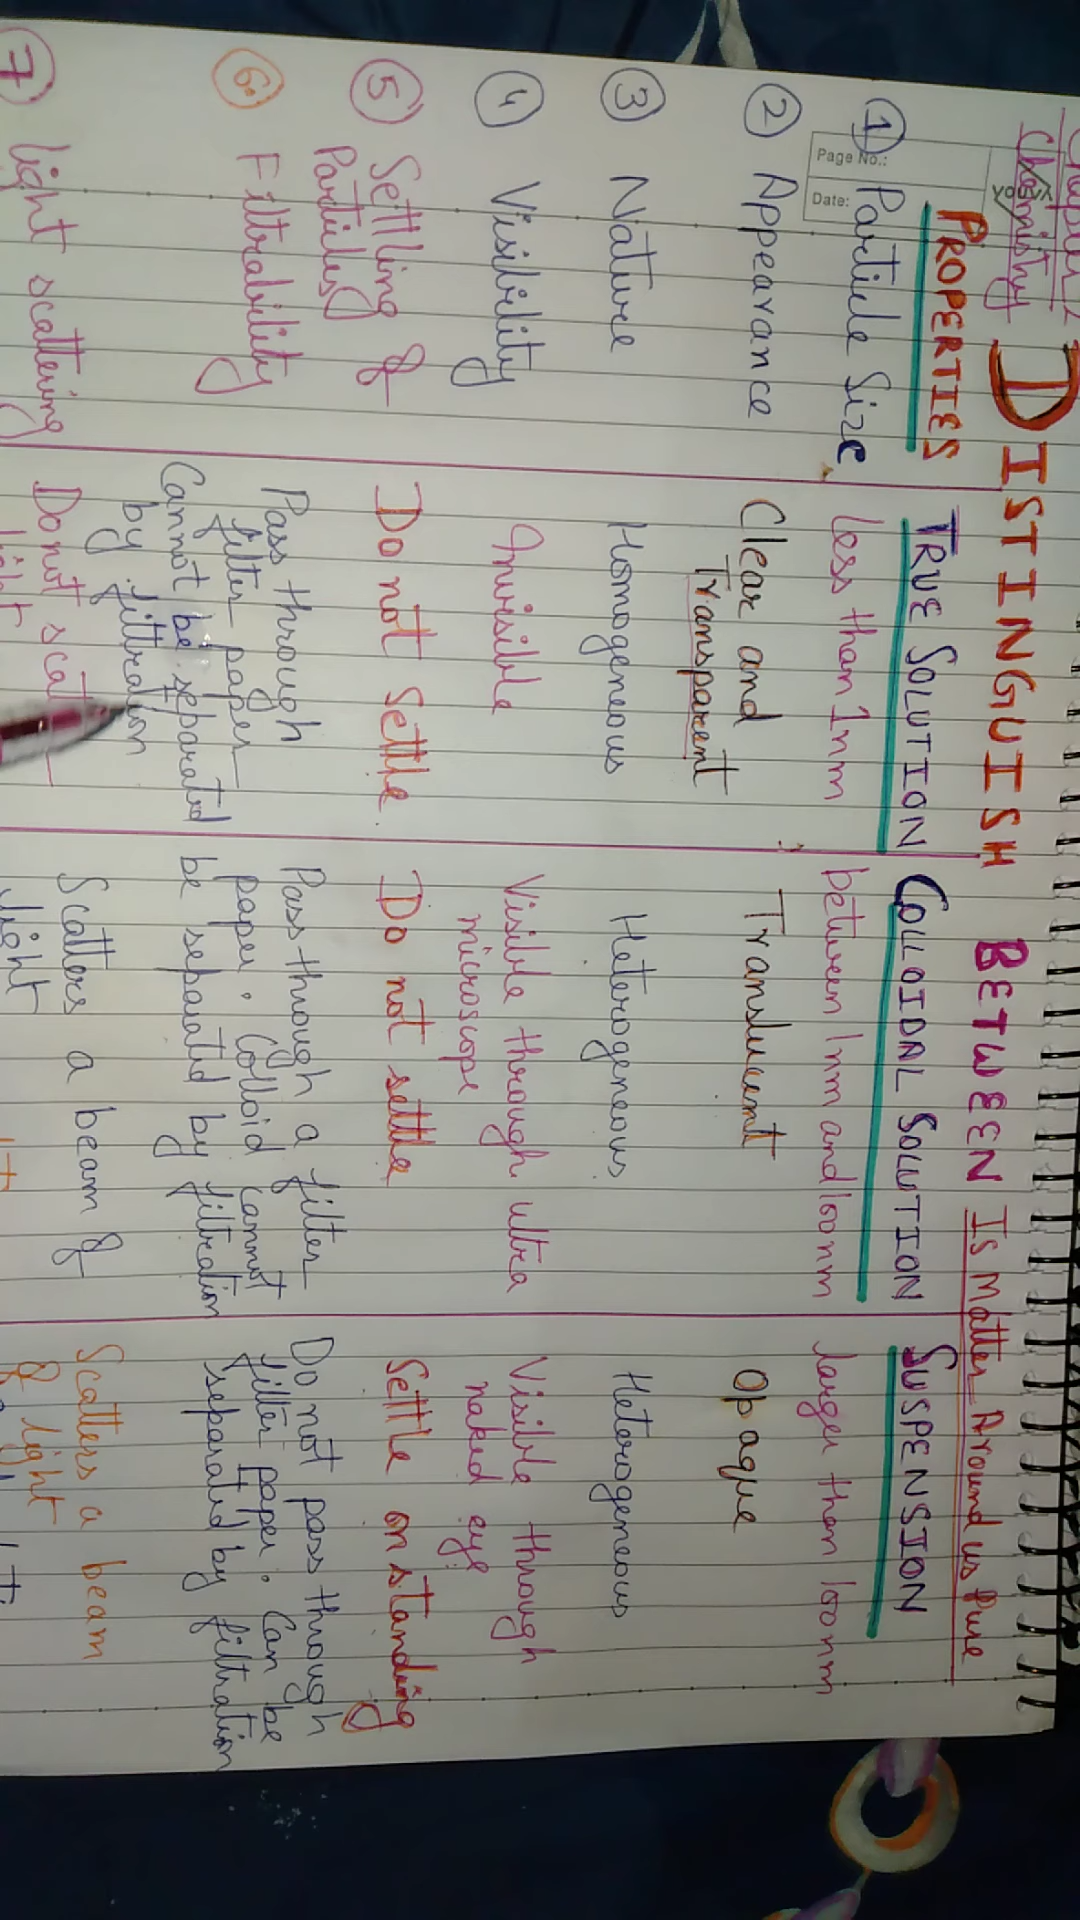 Chemistry
Page No.:
Date:
YOUVA
DISTINGUISH BETWEEN Is Matter Around us Pure
PROPERTIES TRUE SOLUTION COLLOIDAL SOLUTION SUSPENSION
1 Particle Size less than 1nm between 1nm and 100nm larger than 100nm
2 Appearance Clear and Translucent Opaque
Transparent
3 Nature Homogeneous Heterogeneous Heterogeneous
4 Visibility Invisible Visible through ultra Visible through
microscope naked eye
5 Settling of Do not Settle. Do not settle Settle on standing
Particles
6. Filtrability Pass through Pass through a filter Do not pass through
filter paper paper. Colloid cannot filter paper. Can be
Cannot be separated be separated by filtration separated by filtration
by filtration
7 light scattering Do not scat Scatters a beam of Scatters a beam
light light of light